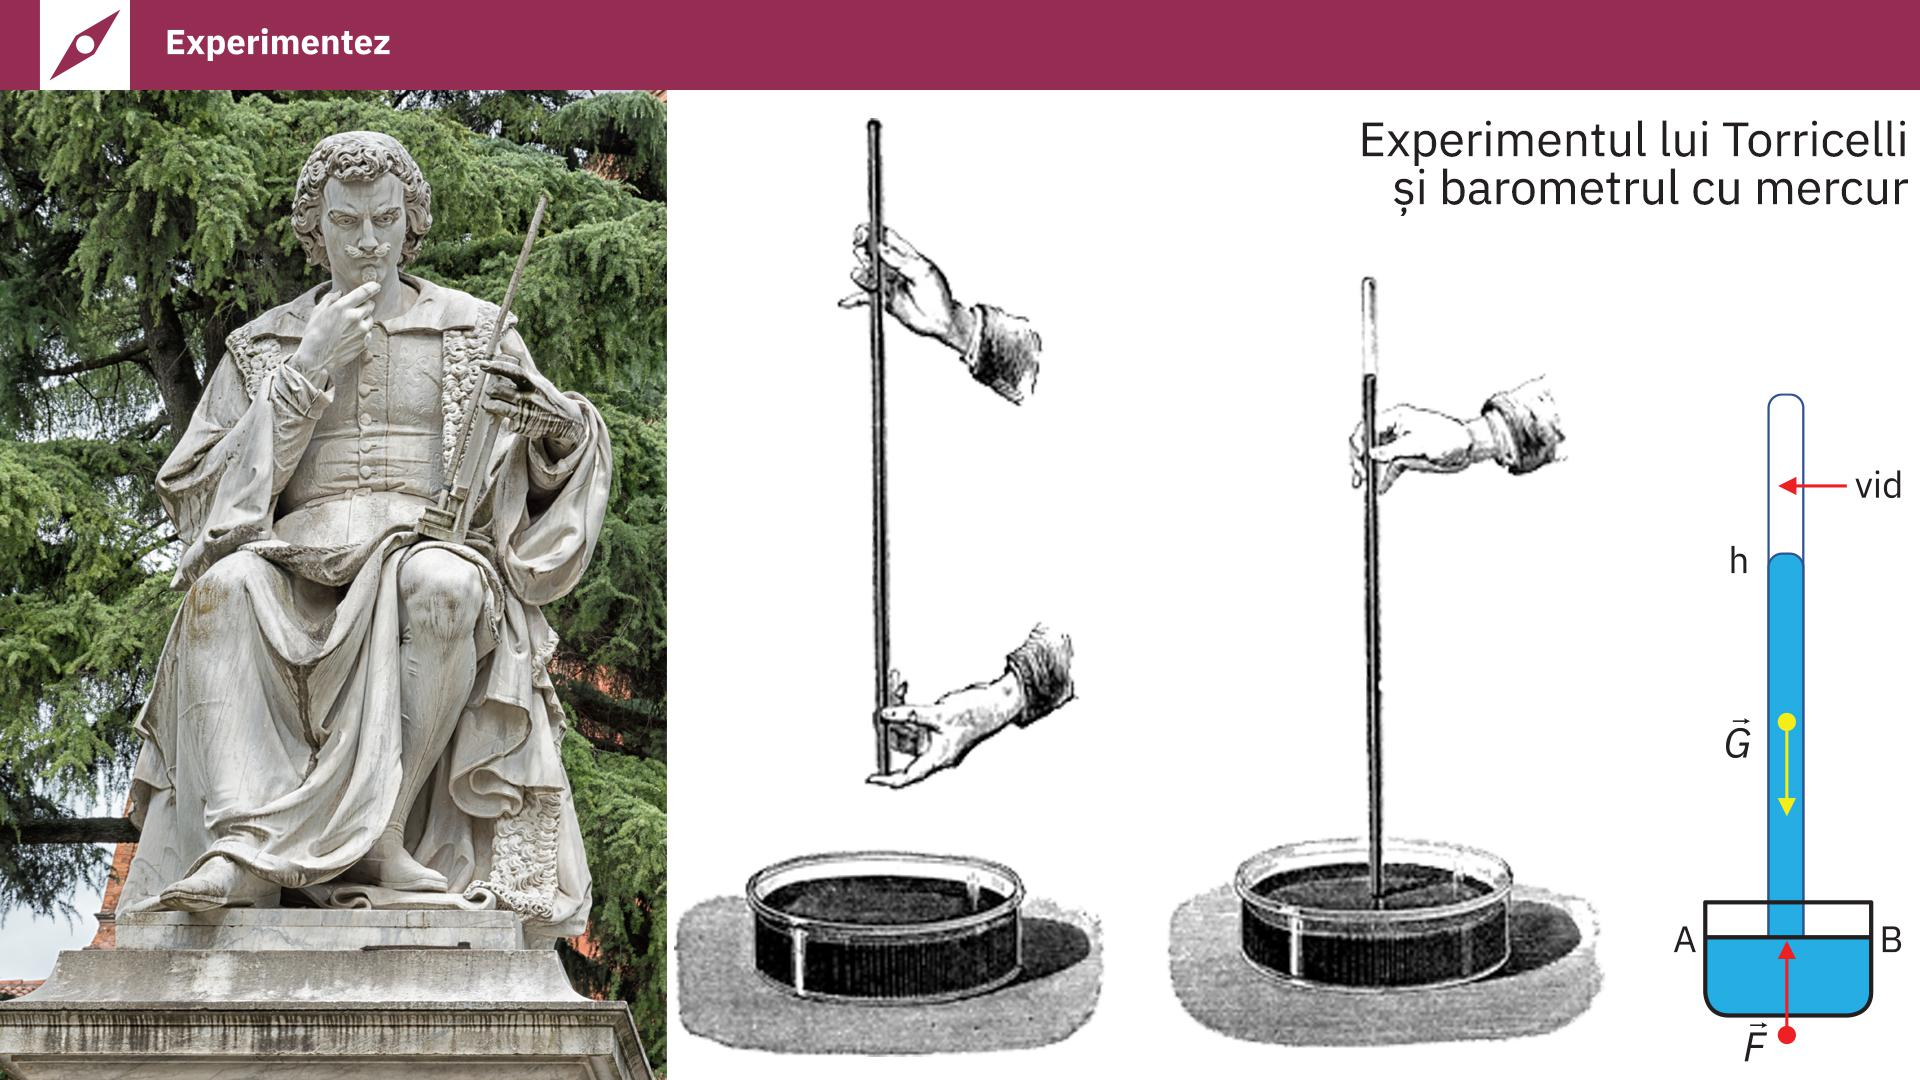 Experimentez
Experimentul lui Torricelli
și barometrul cu mercur
vid
h
G⃗
A
B
F⃗